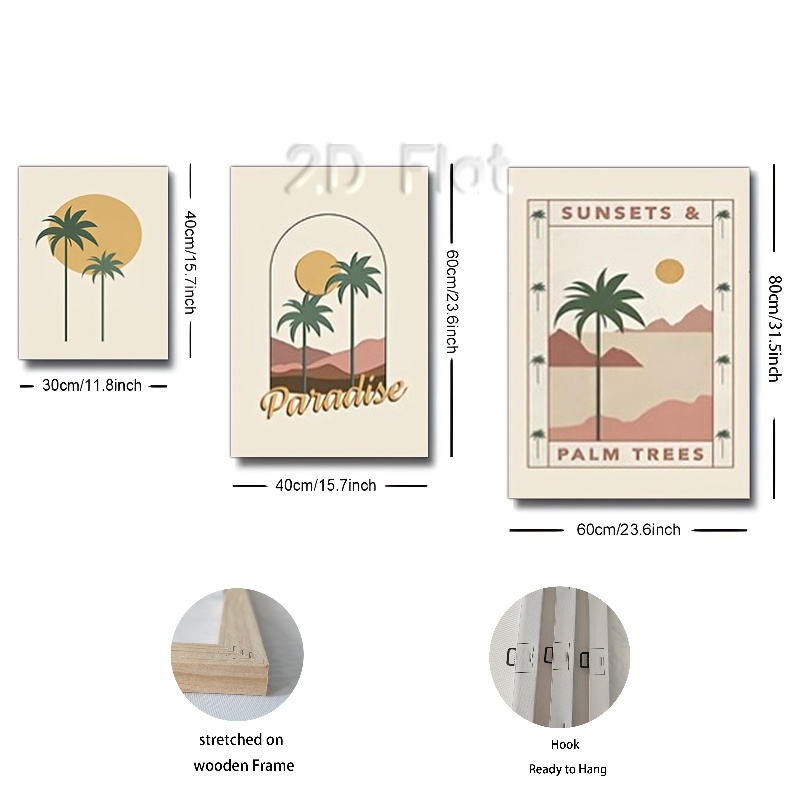 2D Flat
40cm/15.7inch
30cm/11.8inch
Paradise
60cm/23.6inch
40cm/15.7inch
SUNSETS &
PALM TREES
80cm/31.5inch
60cm/23.6inch
stretched on
wooden Frame
Hook
Ready to Hang